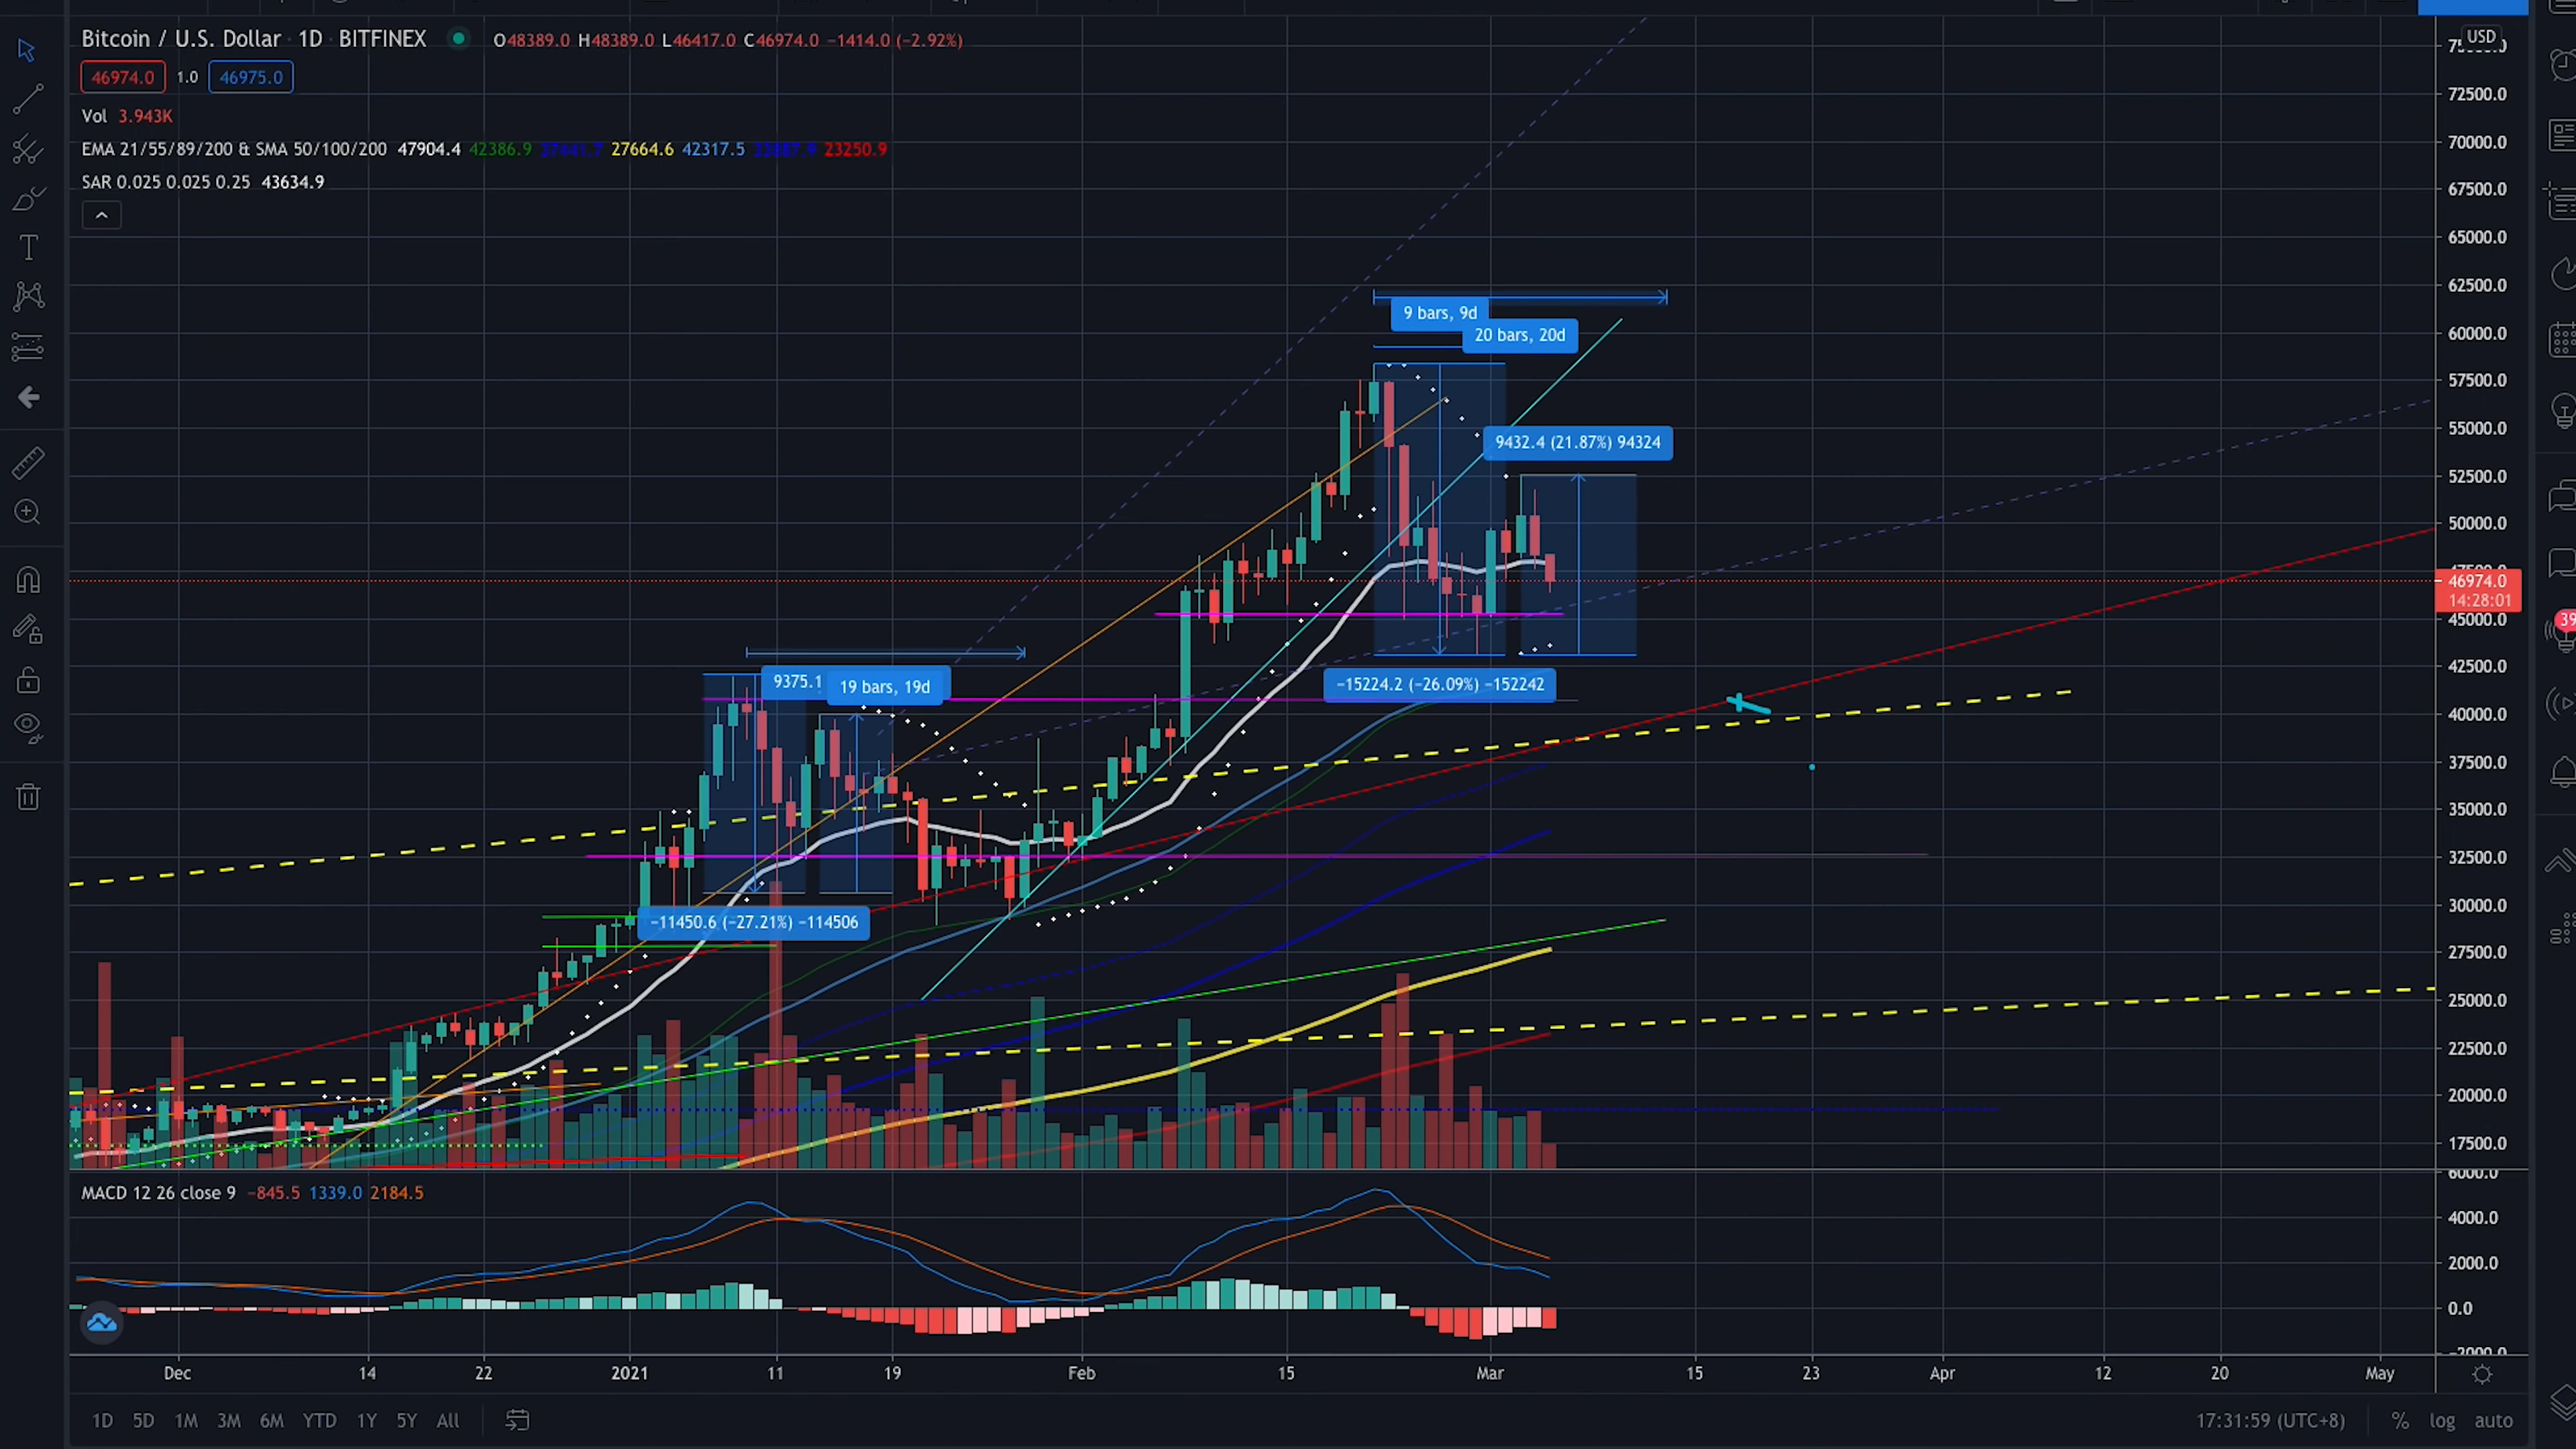 Bitcoin / U.S. Dollar · 1D · BITFINEX O48389.0 H48389.0 L46417.0 C46974.0 −1414.0 (−2.92%)
46974.0 1.0 46975.0
Vol 3.943K
EMA 21/55/89/200 & SMA 50/100/200 47904.4 42386.9 27664.6 42317.5 23250.9
SAR 0.025 0.025 0.25 43634.9
USD
72500.0
70000.0
67500.0
65000.0
62500.0
60000.0
57500.0
55000.0
52500.0
50000.0
46974.0
14:28:01
45000.0
42500.0
40000.0
37500.0
35000.0
32500.0
30000.0
27500.0
25000.0
22500.0
20000.0
17500.0
9 bars, 9d
20 bars, 20d
9432.4 (21.87%) 94324
−15224.2 (−26.09%) −152242
9375.1
19 bars, 19d
−11450.6 (−27.21%) −114506
39
MACD 12 26 close 9 −845.5 1339.0 2184.5
6000.0
4000.0
2000.0
0.0
Dec 14 22 2021 11 19 Feb 15 Mar 15 23 Apr 12 20 May
1D 5D 1M 3M 6M YTD 1Y 5Y All
17:31:59 (UTC+8) % log auto